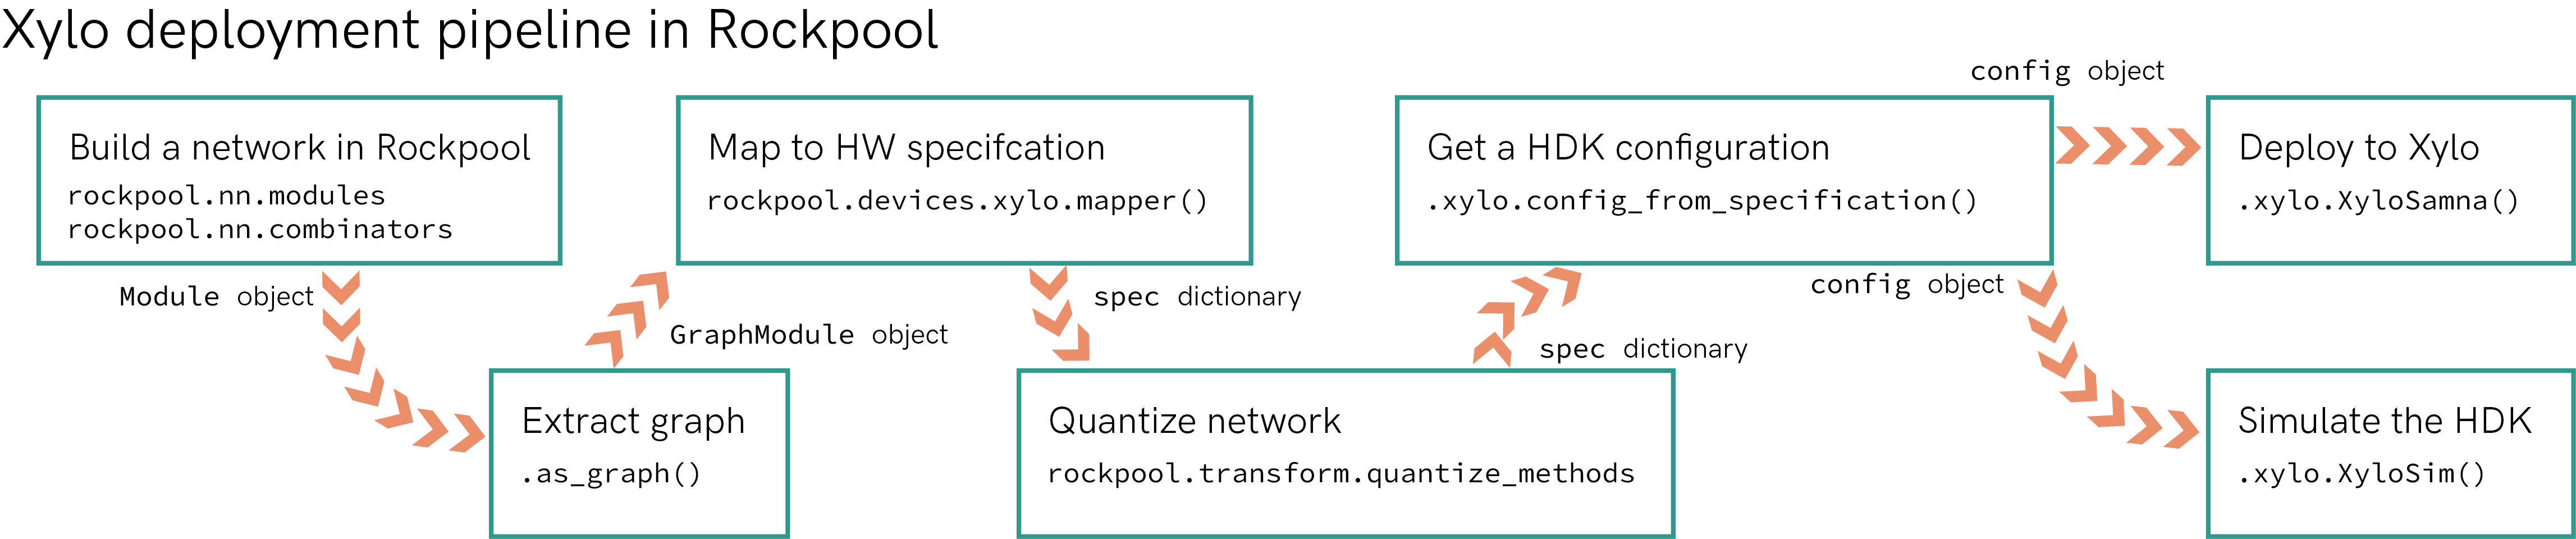 Xylo deployment pipeline in Rockpool
Build a network in Rockpool
rockpool.nn.modules
rockpool.nn.combinators
Module object
Extract graph
.as_graph()
GraphModule object
Map to HW specifcation
rockpool.devices.xylo.mapper()
spec dictionary
Quantize network
rockpool.transform.quantize_methods
spec dictionary
Get a HDK configuration
.xylo.config_from_specification()
config object
Deploy to Xylo
.xylo.XyloSamna()
config object
Simulate the HDK
.xylo.XyloSim()